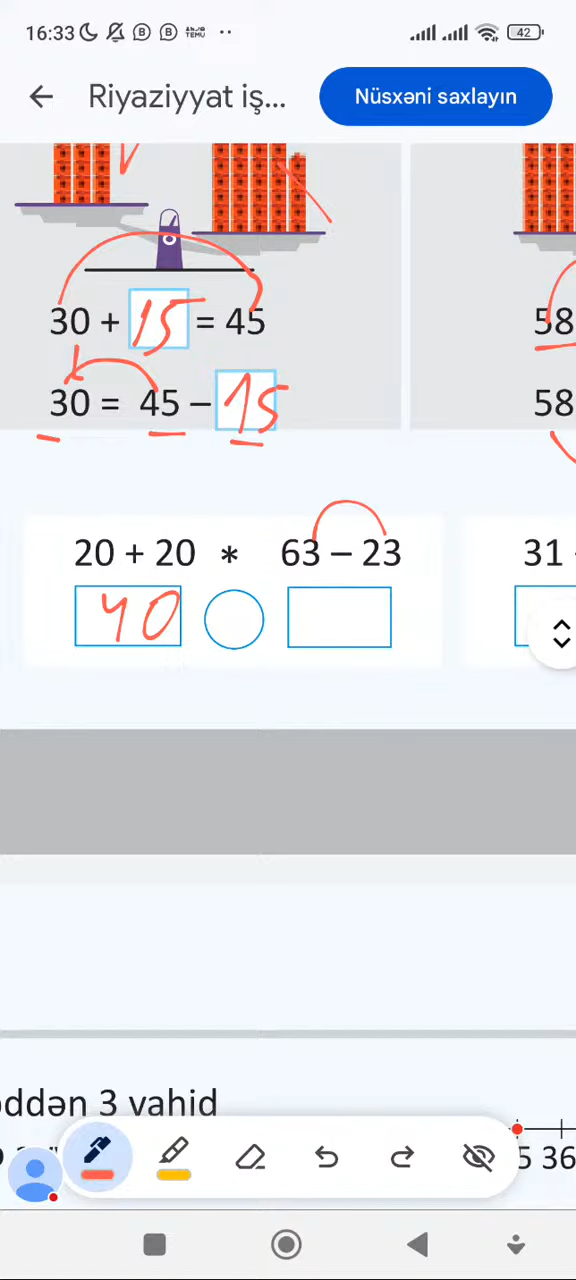 16:33
42
Riyaziyyat iş...
Nüsxəni saxlayın
30 + 15 = 45
58
30 = 45 − 15
58
20 + 20 * 63 − 23
31
40
ddən 3 vahid
5 36